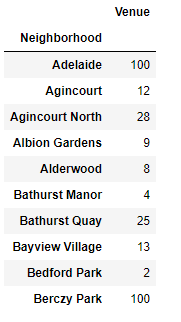 Venue
Neighborhood
Adelaide 100
Agincourt 12
Agincourt North 28
Albion Gardens 9
Alderwood 8
Bathurst Manor 4
Bathurst Quay 25
Bayview Village 13
Bedford Park 2
Berczy Park 100